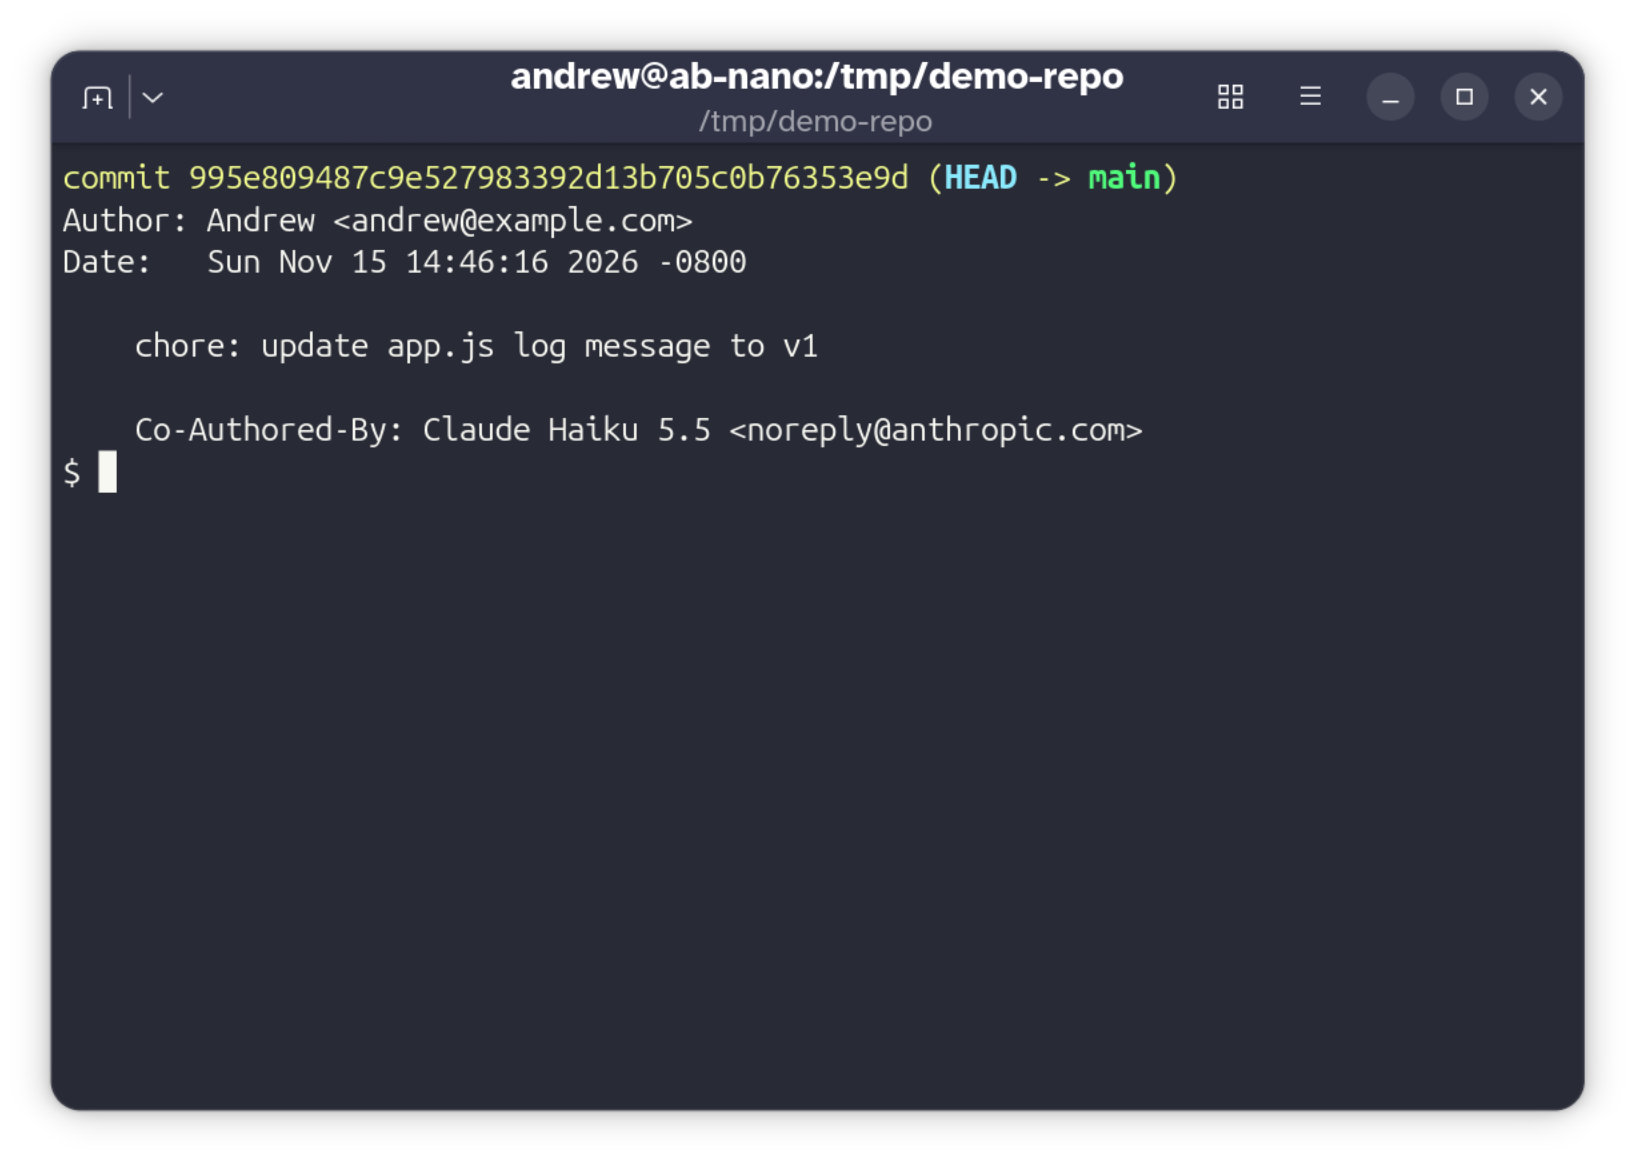 andrew@ab-nano:/tmp/demo-repo
/tmp/demo-repo
commit 995e809487c9e527983392d13b705c0b76353e9d (HEAD -> main)
Author: Andrew <andrew@example.com>
Date:   Sun Nov 15 14:46:16 2026 -0800
chore: update app.js log message to v1
Co-Authored-By: Claude Haiku 5.5 <noreply@anthropic.com>
$